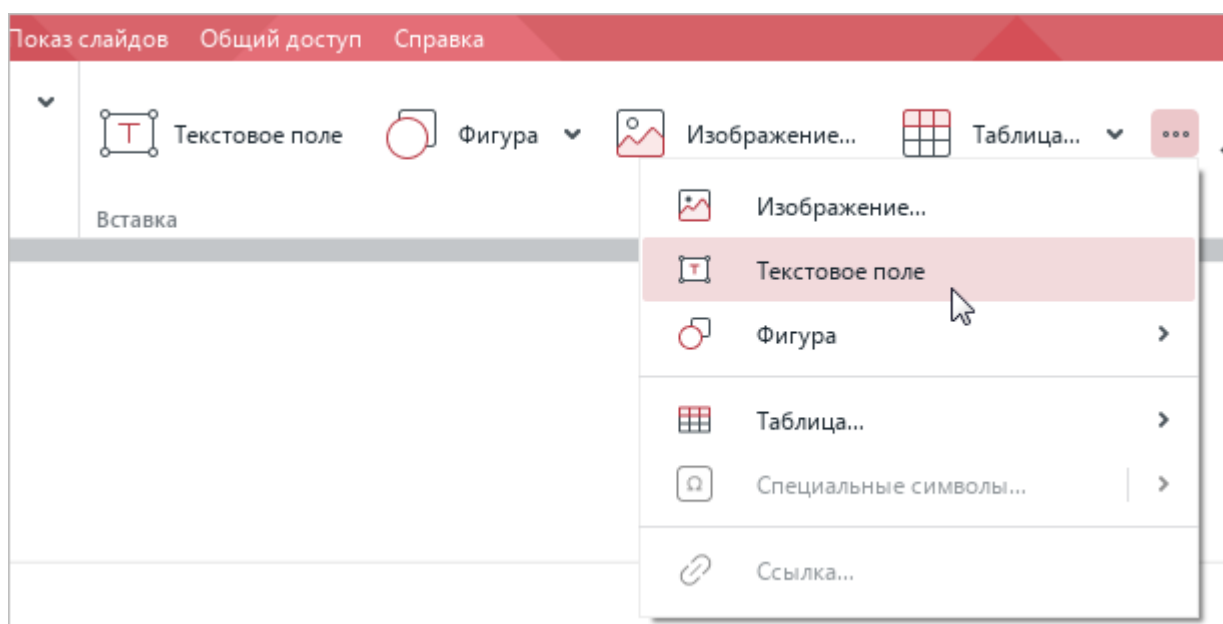 Показ слайдов Общий доступ Справка
Текстовое поле Фигура Изображение... Таблица...
Вставка
Изображение...
Текстовое поле
Фигура
Таблица...
Специальные символы...
Ссылка...